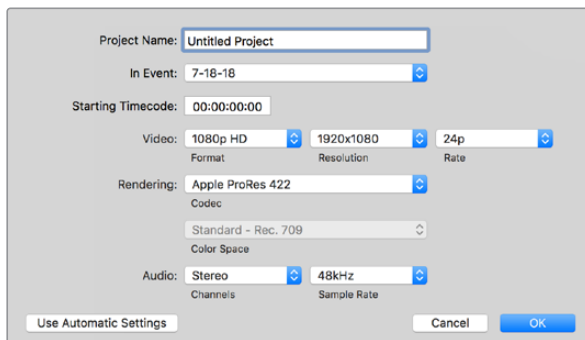 Project Name: Untitled Project
In Event: 7-18-18
Starting Timecode: 00:00:00:00
Video: 1080p HD 1920x1080 24p
Format Resolution Rate
Rendering: Apple ProRes 422
Codec
Standard - Rec. 709
Color Space
Audio: Stereo 48kHz
Channels Sample Rate
Use Automatic Settings Cancel OK